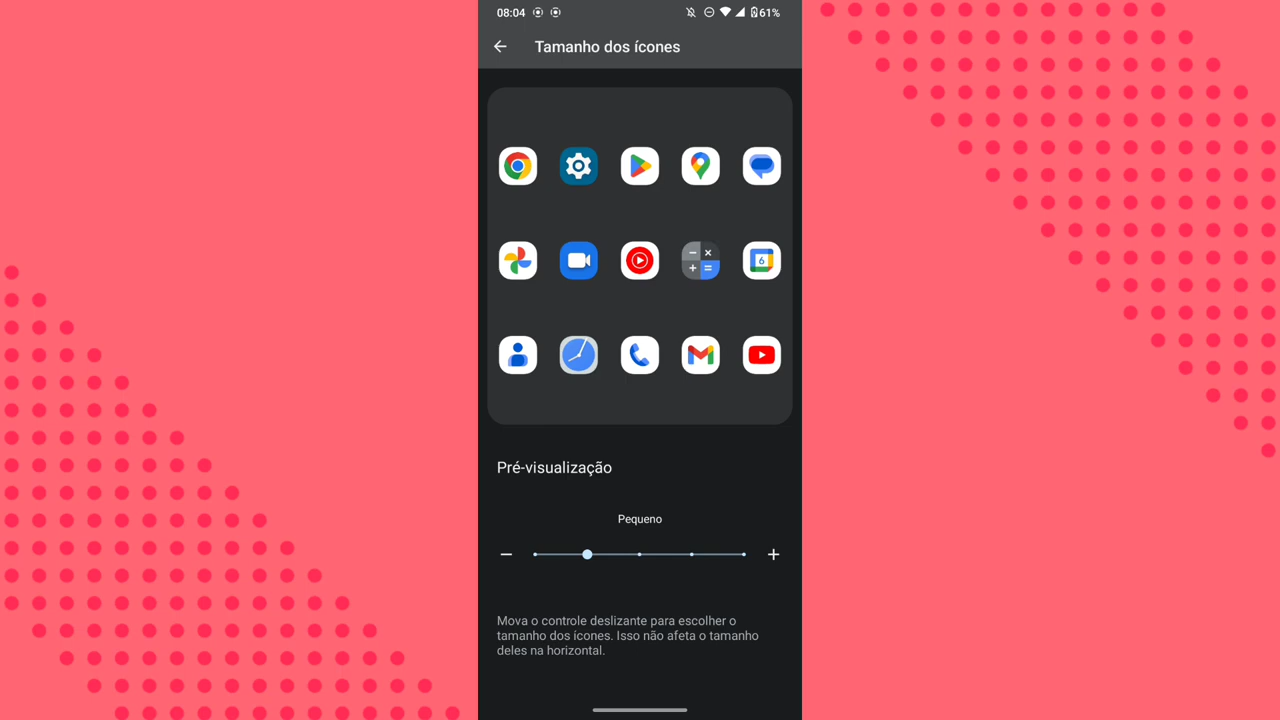 08:04
61%
Tamanho dos ícones
6
Pré-visualização
Pequeno
Mova o controle deslizante para escolher o
tamanho dos ícones. Isso não afeta o tamanho
deles na horizontal.